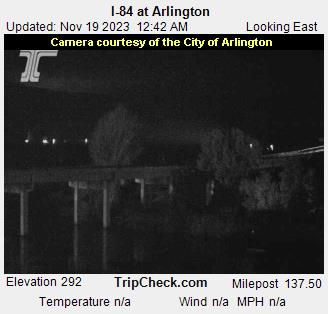 I-84 at Arlington
Updated: Nov 19 2023 12:42 AM Looking East
Camera courtesy of the City of Arlington
Elevation 292 TripCheck.com Milepost 137.50
Temperature n/a Wind n/a MPH n/a